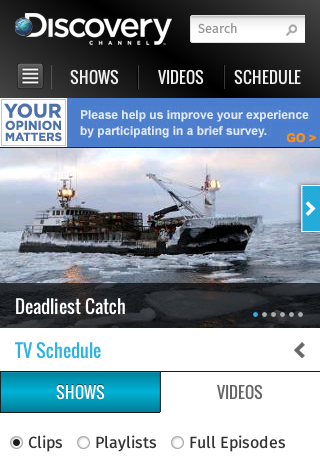 Discovery
CHANNEL
Search
SHOWS VIDEOS SCHEDULE
YOUR
OPINION
MATTERS
Please help us improve your experience
by participating in a brief survey.
GO >
Deadliest Catch
TV Schedule
SHOWS VIDEOS
Clips Playlists Full Episodes